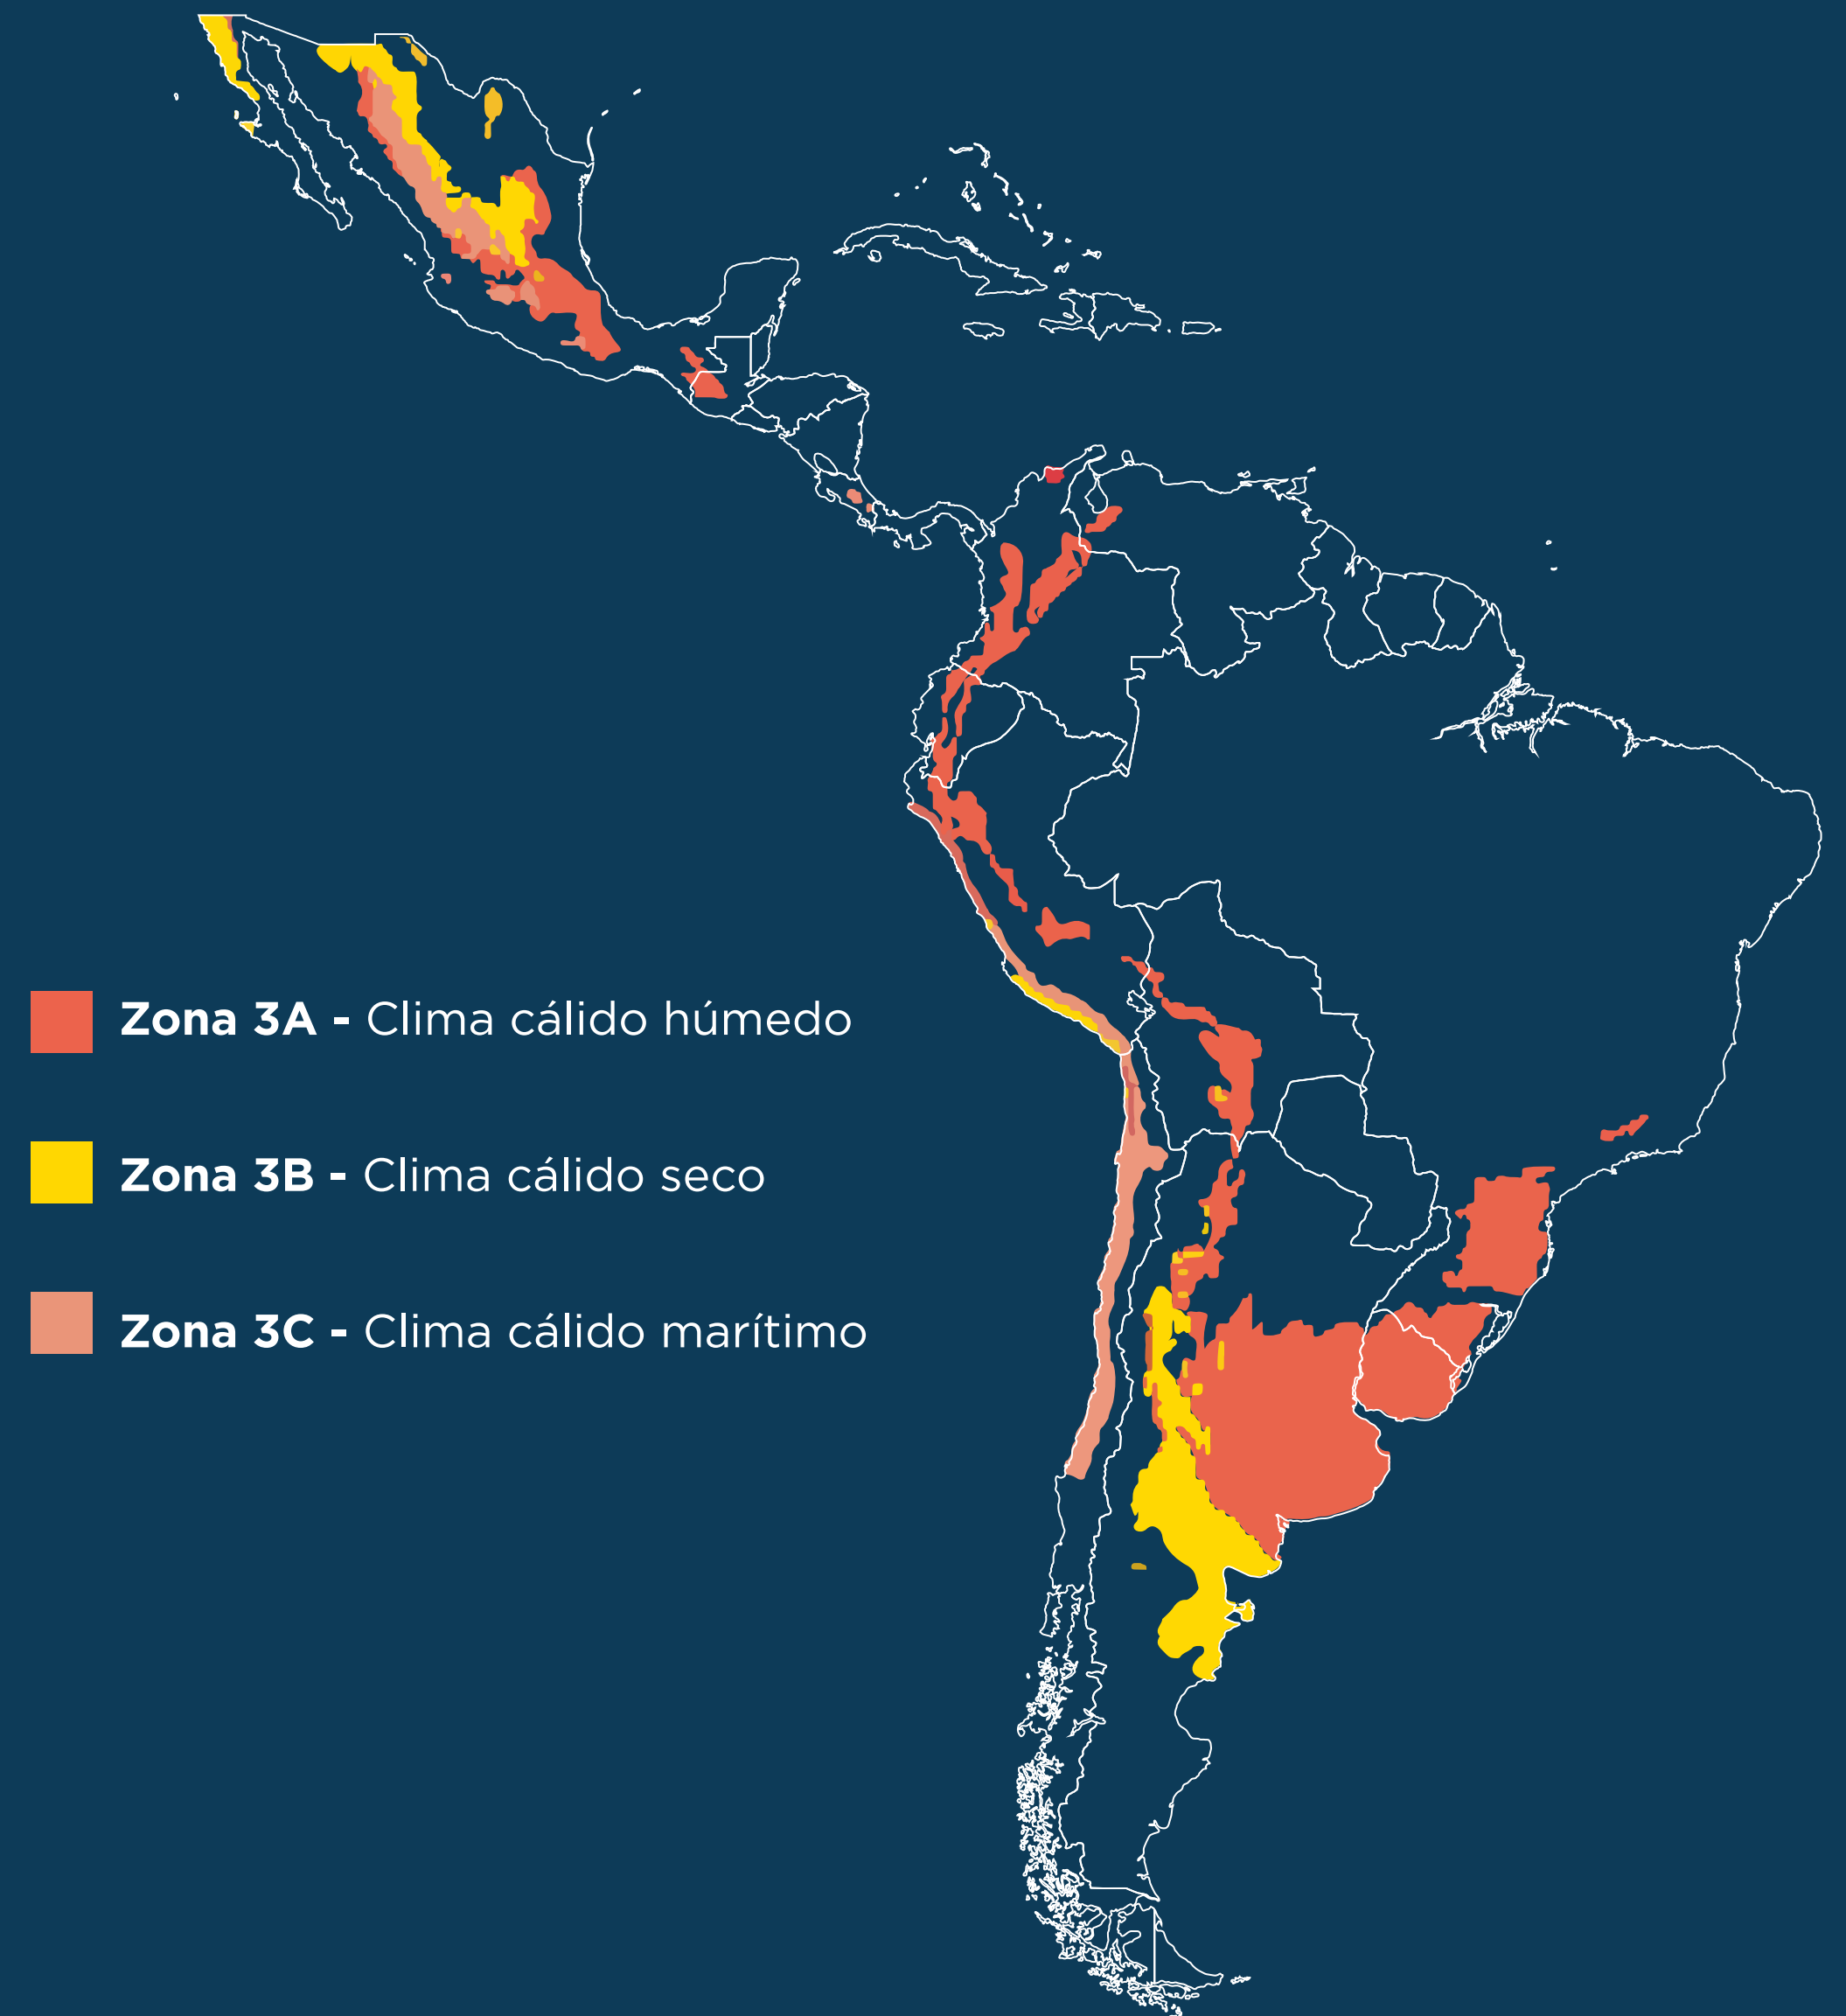 Zona 3A - Clima cálido húmedo
Zona 3B - Clima cálido seco
Zona 3C - Clima cálido marítimo